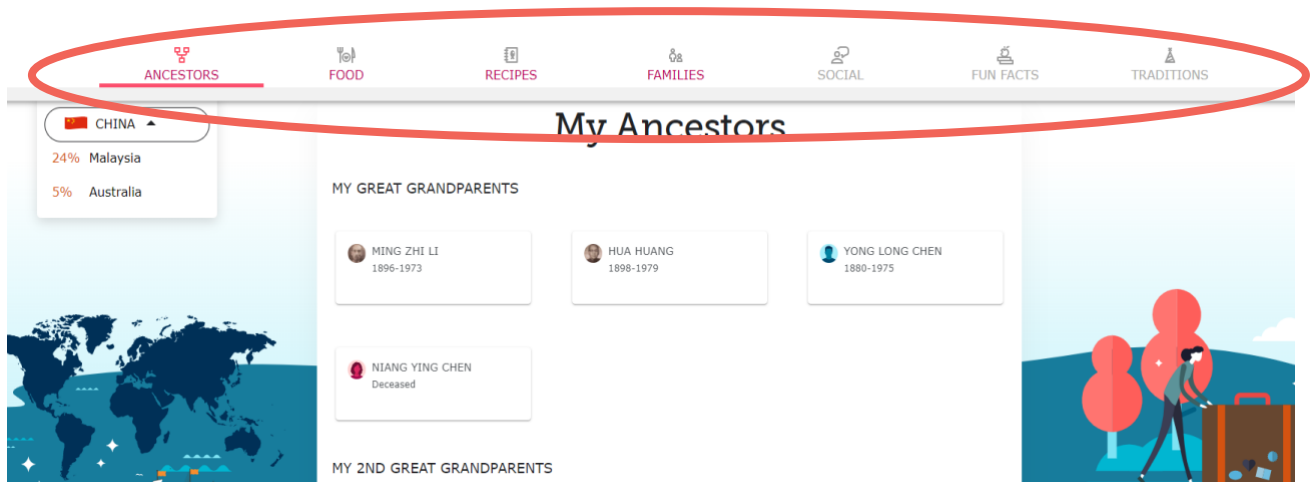 ANCESTORS FOOD RECIPES FAMILIES SOCIAL FUN FACTS TRADITIONS
CHINA
24% Malaysia
5% Australia
My Ancestors
MY GREAT GRANDPARENTS
MING ZHI LI
1896-1973
HUA HUANG
1898-1979
YONG LONG CHEN
1880-1975
NIANG YING CHEN
Deceased
MY 2ND GREAT GRANDPARENTS